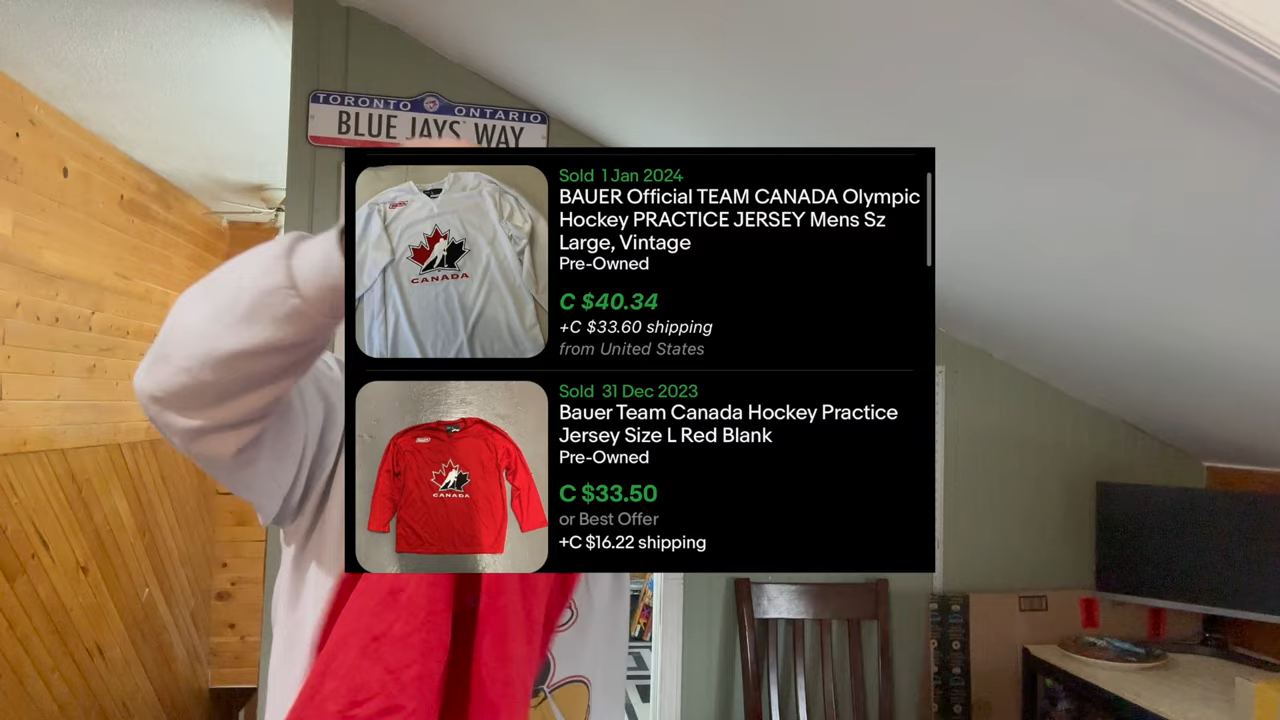 TORONTO ONTARIO
BLUE JAYS WAY
Sold 1 Jan 2024
BAUER Official TEAM CANADA Olympic
Hockey PRACTICE JERSEY Mens Sz
Large, Vintage
Pre-Owned
C $40.34
+C $33.60 shipping
from United States
CANADA
Sold 31 Dec 2023
Bauer Team Canada Hockey Practice
Jersey Size L Red Blank
Pre-Owned
C $33.50
or Best Offer
+C $16.22 shipping
CANADA